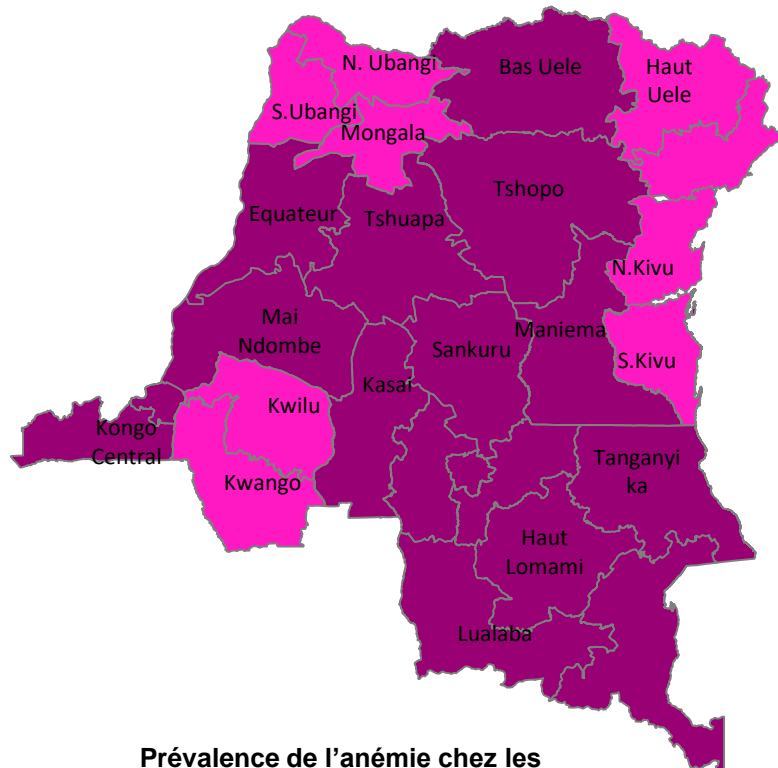 N. Ubangi
Bas Uele
Haut
Uele
S.Ubangi
Mongala
Tshopo
Equateur
Tshuapa
N.Kivu
Mai
Ndombe
Sankuru
Maniema
S.Kivu
Kasai
Kwilu
Kongo
Central
Kwango
Tanganyi
ka
Haut
Lomami
Lualaba
Prévalence de l’anémie chez les